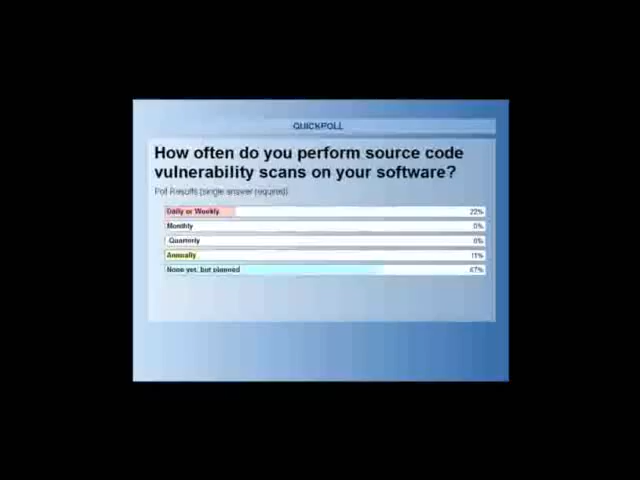 QUICKPOLL
How often do you perform source code
vulnerability scans on your software?
Poll Results (single answer required):
Daily or Weekly 22%
Monthly 0%
Quarterly 0%
Annually 11%
None yet, but planned 67%